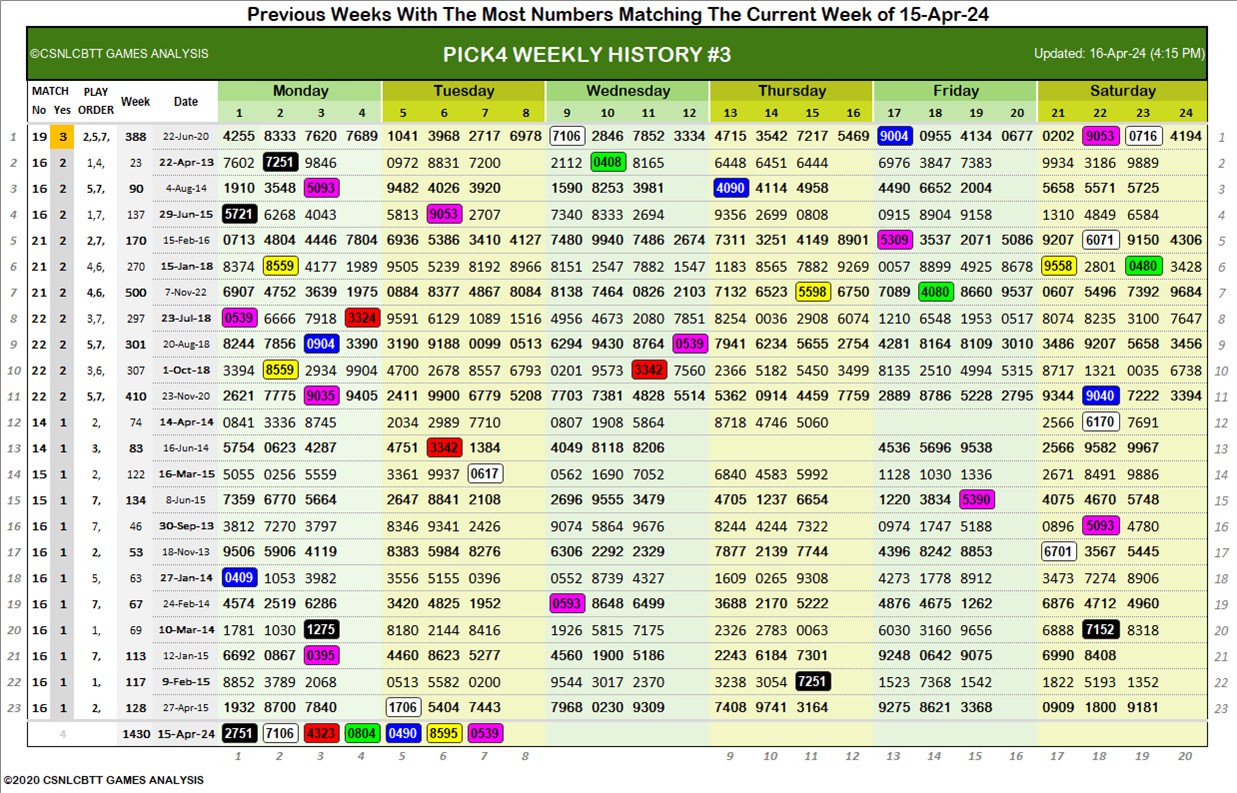 Previous Weeks With The Most Numbers Matching The Current Week of 15-Apr-24
©CSNLCBTT GAMES ANALYSIS PICK4 WEEKLY HISTORY #3 Updated: 16-Apr-24 (4:15 PM)
MATCH PLAY ORDER Week Date Monday Tuesday Wednesday Thursday Friday Saturday
No Yes 1 2 3 4 5 6 7 8 9 10 11 12 13 14 15 16 17 18 19 20 21 22 23 24
1 19 3 2,5,7, 388 22-Jun-20 4255 8333 7620 7689 1041 3968 2717 6978 7106 2846 7852 3334 4715 3542 7217 5469 9004 0955 4134 0677 0202 9053 0716 4194 1
2 16 2 1,4, 23 22-Apr-13 7602 7251 9846 0972 8831 7200 2112 0408 8165 6448 6451 6444 6976 3847 7383 9934 3186 9889 2
3 16 2 5,7, 90 4-Aug-14 1910 3548 5093 9482 4026 3920 1590 8253 3981 4090 4114 4958 4490 6652 2004 5658 5571 5725 3
4 16 2 1,7, 137 29-Jun-15 5721 6268 4043 5813 9053 2707 7340 8333 2694 9356 2699 0808 0915 8904 9158 1310 4849 6584 4
5 21 2 2,7, 170 15-Feb-16 0713 4804 4446 7804 6936 5386 3410 4127 7480 9940 7486 2674 7311 3251 4149 8901 5309 3537 2071 5086 9207 6071 9150 4306 5
6 21 2 4,6, 270 15-Jan-18 8374 8559 4177 1989 9505 5239 8192 8966 8151 2547 7882 1547 1183 8565 7882 9269 0057 8899 4925 8678 9558 2801 0480 3428 6
7 21 2 4,6, 500 7-Nov-22 6907 4752 3639 1975 0884 7767 4867 8084 8138 7464 0826 2103 7132 6523 5598 6750 7089 4080 8660 9537 0607 5496 7392 9684 7
8 22 2 3,7, 297 23-Jul-18 0539 6666 7918 3324 9591 6129 1089 1516 4956 4673 2080 7851 8254 0036 2908 6074 1210 6548 1953 0517 8074 8235 3100 7647 8
9 22 2 5,7, 301 20-Aug-18 8244 7856 0904 3390 3190 9188 0099 0513 6294 9430 8764 0539 7941 6234 5655 2754 4281 8164 8109 3010 3486 9207 5658 3456 9
10 22 2 3,6, 307 1-Oct-18 3394 8559 2934 9904 4700 2678 8557 6793 0201 9573 3342 7560 2366 5182 5450 3499 8135 2510 4994 5315 8717 1321 0035 6738 10
11 22 2 5,7, 410 23-Nov-20 2621 7775 9035 9405 2411 9900 6779 5208 7703 7381 4828 5514 5362 0914 4459 7759 2889 8786 5228 2795 9344 9040 7222 3394 11
12 14 1 2, 74 14-Apr-14 0841 3336 8745 2034 2989 7710 0807 1908 5864 8718 4746 5060 2566 6170 7691 12
13 14 1 3, 83 16-Jun-14 5754 0623 4287 4751 3342 1384 4049 8118 8206 4536 5696 9538 2566 9582 9967 13
14 15 1 2, 122 16-Mar-15 5055 0256 5559 3361 9937 0617 0562 1690 7052 6840 4583 5992 1128 1030 1336 2671 8491 9886 14
15 15 1 7, 134 8-Jun-15 7359 6770 5664 2647 8841 2108 2696 9555 3479 4705 1237 6654 1220 3834 5390 4075 4670 5748 15
16 16 1 7, 46 30-Sep-13 3812 7270 3797 8346 9341 2426 9074 5864 9676 8244 4244 7322 0974 1747 5188 0896 5093 4780 16
17 16 1 2, 53 18-Nov-13 9506 5906 4119 8383 5984 8276 6306 2292 2329 7877 2139 7744 4396 8242 8853 6701 3567 5445 17
18 16 1 5, 63 27-Jan-14 0409 1053 3982 3556 5155 0396 0552 8739 4327 1609 0265 9308 4273 1778 8912 3473 7274 8906 18
19 16 1 7, 67 24-Feb-14 4574 2519 6286 3420 4825 1952 0593 8648 6499 3688 2170 5222 4876 4675 1262 6876 4712 4960 19
20 16 1 1, 69 10-Mar-14 1781 1030 1275 8180 2144 8416 1926 5815 7175 2326 2783 0063 6030 3160 9656 6888 7152 8318 20
21 16 1 7, 113 12-Jan-15 6692 0867 0395 4460 8623 5277 4560 1900 5186 2243 6184 7301 9248 0642 9075 6990 8408 21
22 16 1 1, 117 9-Feb-15 8852 3789 2068 0513 5582 0200 9544 3017 2370 3238 3054 7251 1523 7368 1542 1822 5193 1352 22
23 16 1 2, 128 27-Apr-15 1932 8700 7840 1706 5404 7443 7968 0230 9309 7408 9741 3164 9275 8621 3368 0909 1800 9181 23
4 1430 15-Apr-24 2751 7106 4323 0804 0490 8595 0539
1 2 3 4 5 6 7 8 9 10 11 12 13 14 15 16 17 18 19 20
©2020 CSNLCBTT GAMES ANALYSIS